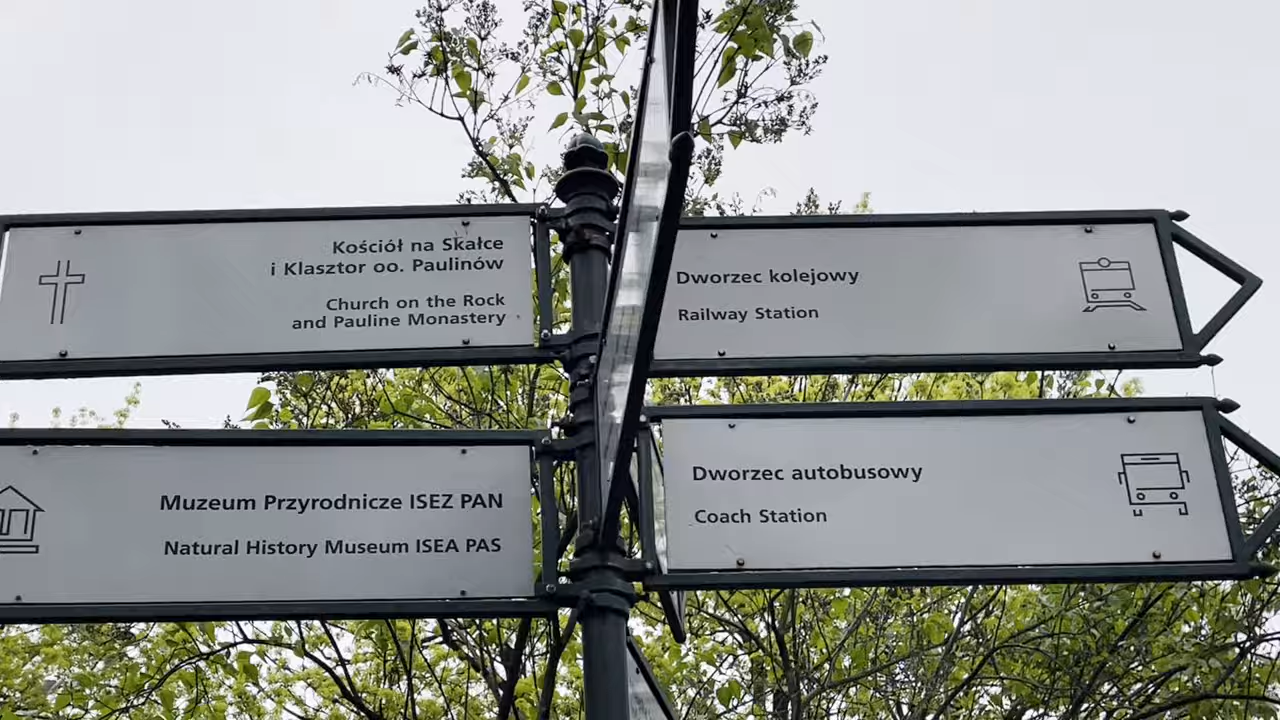 Kościół na Skałce
i Klasztor oo. Paulinów
Church on the Rock
and Pauline Monastery
Dworzec kolejowy
Railway Station
Muzeum Przyrodnicze ISEZ PAN
Natural History Museum ISEA PAS
Dworzec autobusowy
Coach Station